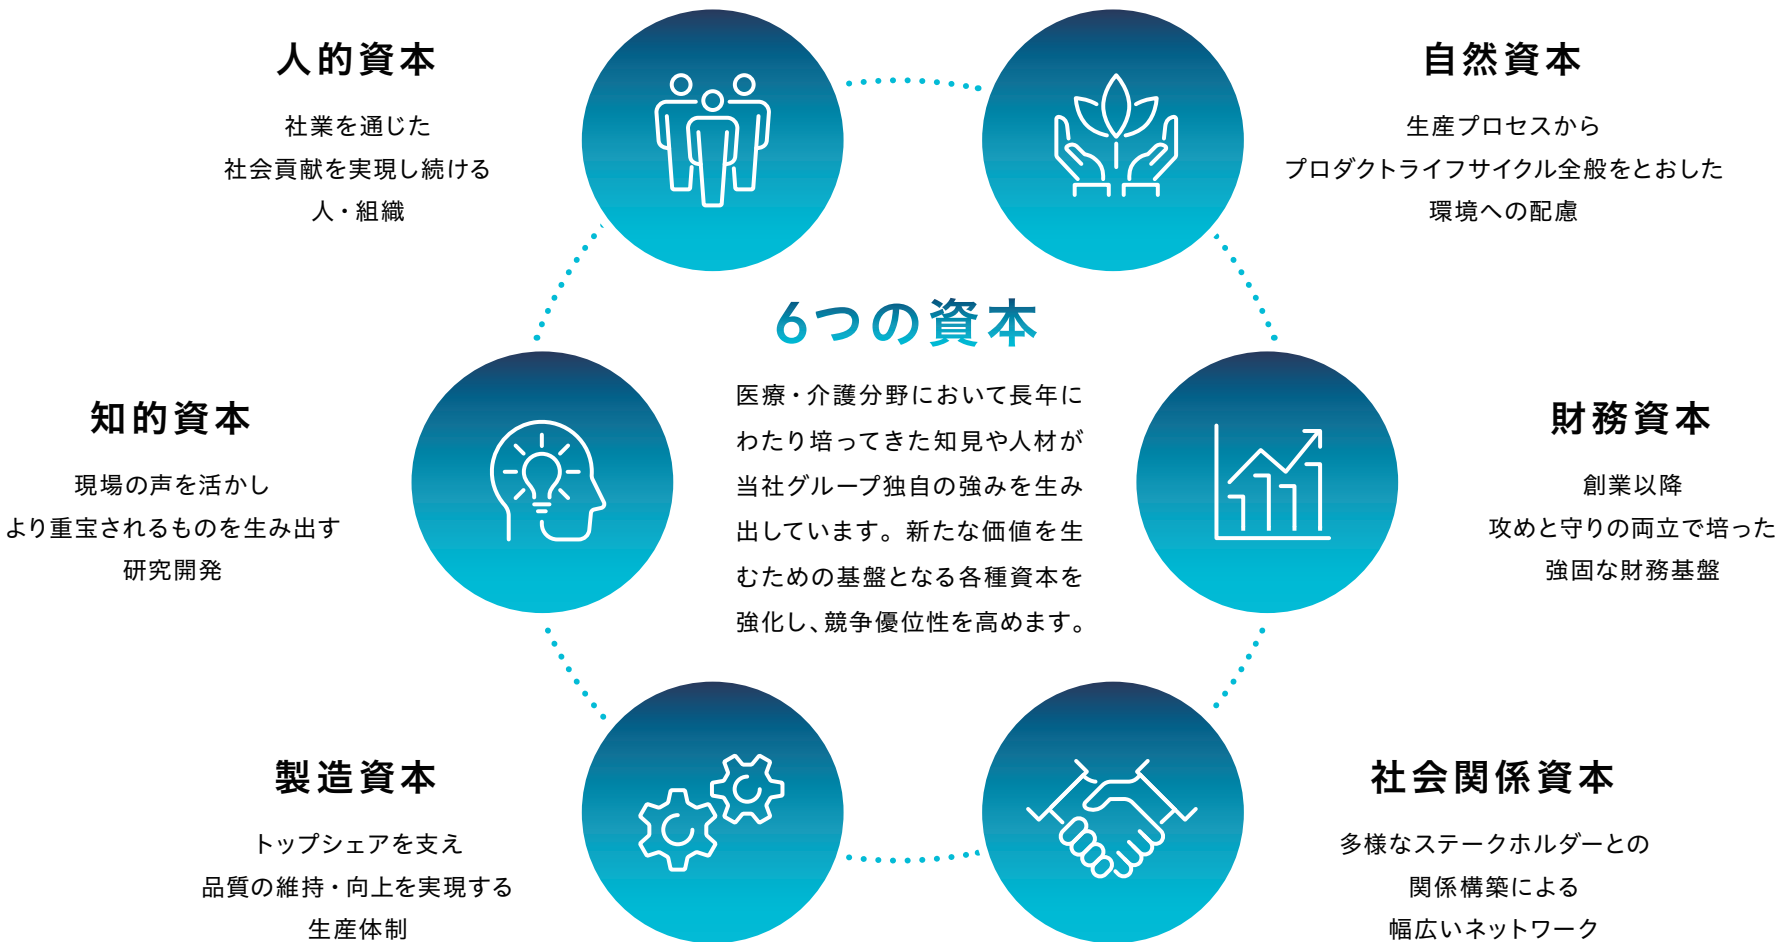 人的資本
社業を通じた
社会貢献を実現し続ける
人・組織
自然資本
生産プロセスから
プロダクトライフサイクル全般をとおした
環境への配慮
6つの資本
医療・介護分野において長年に
わたり培ってきた知見や人材が
当社グループ独自の強みを生み
出しています。新たな価値を生
むための基盤となる各種資本を
強化し、競争優位性を高めます。
知的資本
現場の声を活かし
より重宝されるものを生み出す
研究開発
財務資本
創業以降
攻めと守りの両立で培った
強固な財務基盤
製造資本
トップシェアを支え
品質の維持・向上を実現する
生産体制
社会関係資本
多様なステークホルダーとの
関係構築による
幅広いネットワーク